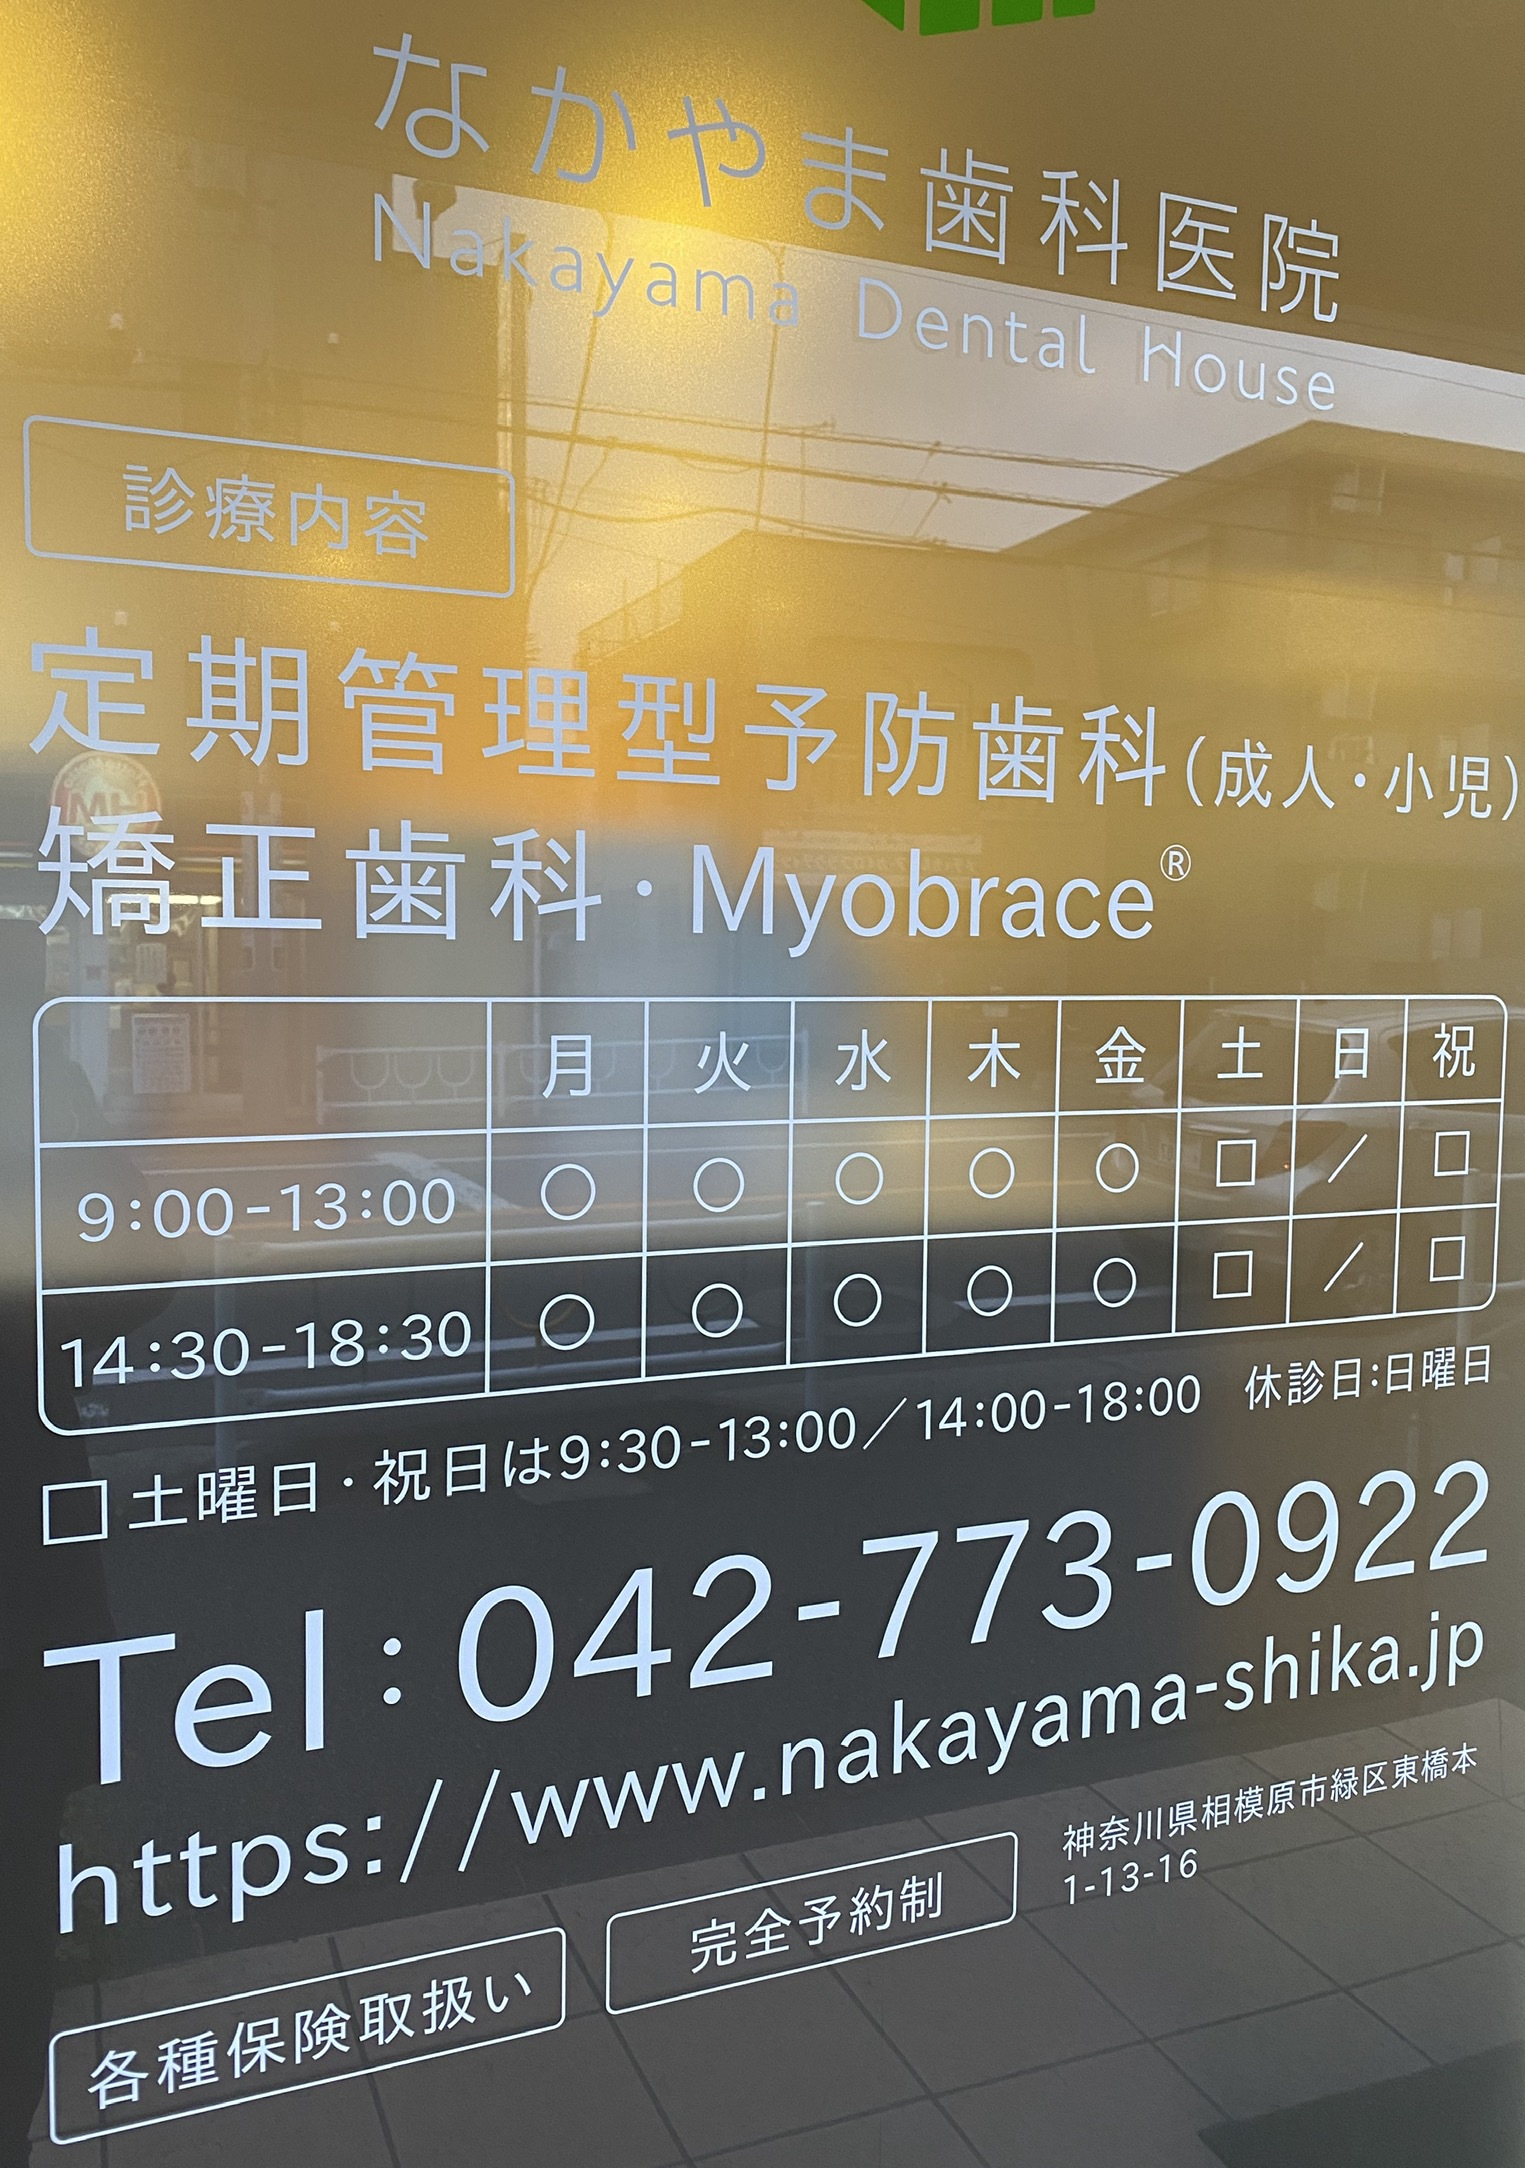 なかやま歯科医院
Nakayama Dental House
診療内容
定期管理型予防歯科(成人・小児)
矯正歯科・Myobrace®
月 火 水 木 金 土 日 祝
9:00-13:00 ○ ○ ○ ○ ○ □ ／ □
14:30-18:30 ○ ○ ○ ○ ○ □ ／ □
□土曜日・祝日は9:30-13:00／14:00-18:00 休診日:日曜日
Tel:042-773-0922
https://www.nakayama-shika.jp
各種保険取扱い
完全予約制
神奈川県相模原市緑区東橋本
1-13-16